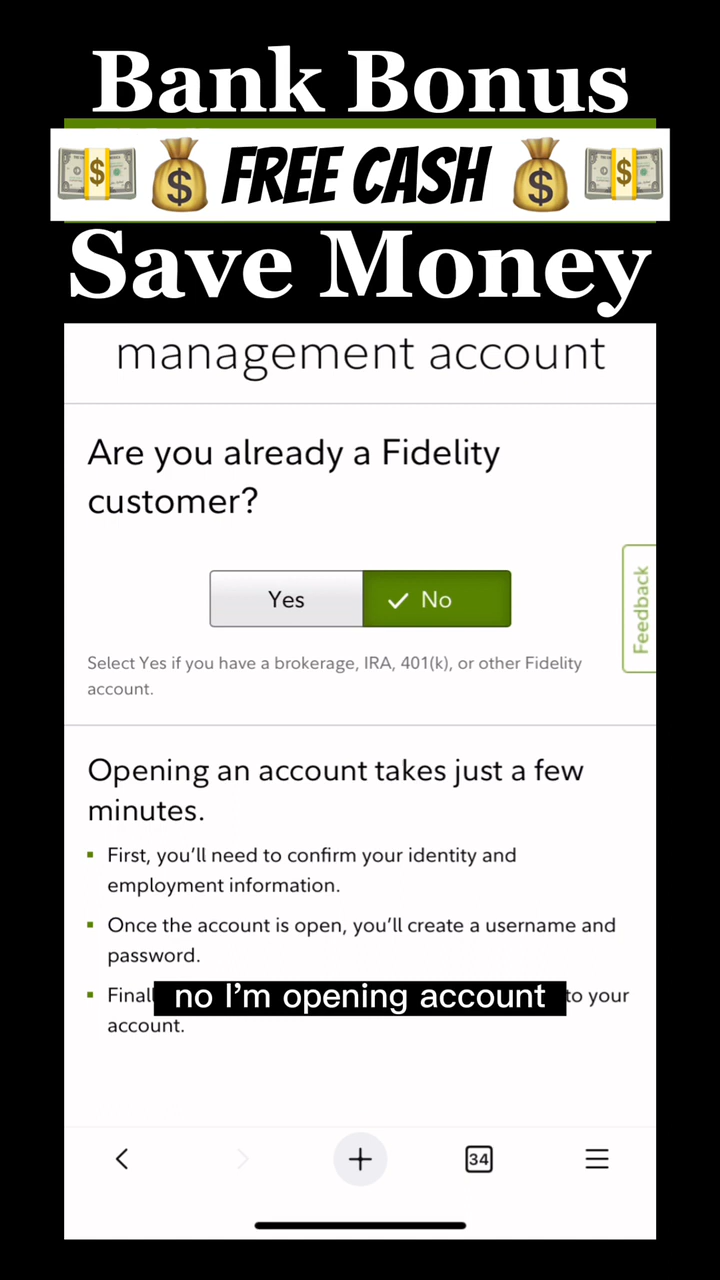 Bank Bonus
FREE CASH
Save Money
management account
Are you already a Fidelity
customer?
Yes
No
Feedback
Select Yes if you have a brokerage, IRA, 401(k), or other Fidelity
account.
Opening an account takes just a few
minutes.
First, you'll need to confirm your identity and
employment information.
Once the account is open, you'll create a username and
password.
no I'm opening account
to your
account.
34